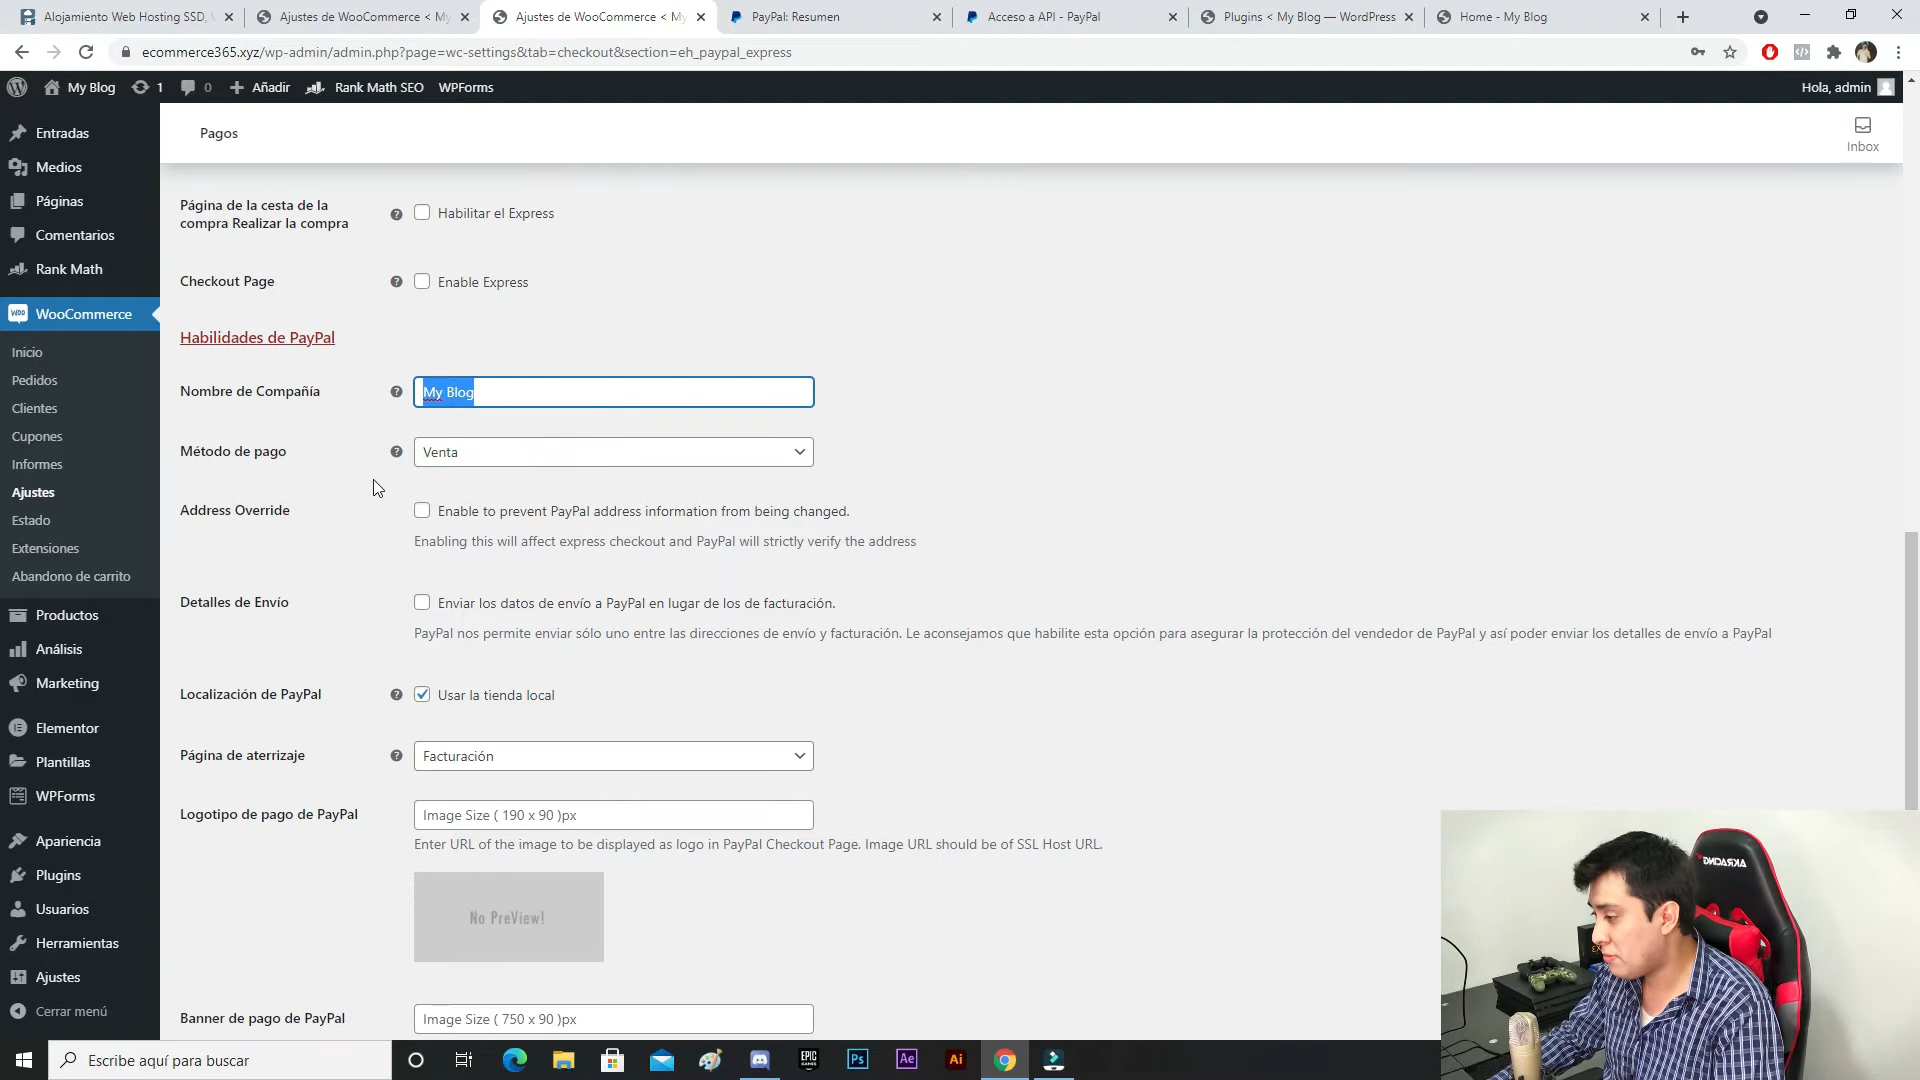 Alojamiento Web Hosting SSD,
Ajustes de WooCommerce < My
Ajustes de WooCommerce < My
PayPal: Resumen
Acceso a API - PayPal
Plugins < My Blog — WordPress
Home - My Blog
ecommerce365.xyz/wp-admin/admin.php?page=wc-settings&tab=checkout&section=eh_paypal_express
My Blog
1
0
Añadir
Rank Math SEO
WPForms
Hola, admin
Entradas
Medios
Páginas
Comentarios
Rank Math
WooCommerce
Inicio
Pedidos
Clientes
Cupones
Informes
Ajustes
Estado
Extensiones
Abandono de carrito
Productos
Análisis
Marketing
Elementor
Plantillas
WPForms
Apariencia
Plugins
Usuarios
Herramientas
Ajustes
Cerrar menú
Pagos
Inbox
Página de la cesta de la
compra Realizar la compra
Habilitar el Express
Checkout Page
Enable Express
Habilidades de PayPal
Nombre de Compañía
My Blog
Método de pago
Venta
Address Override
Enable to prevent PayPal address information from being changed.
Enabling this will affect express checkout and PayPal will strictly verify the address
Detalles de Envío
Enviar los datos de envío a PayPal en lugar de los de facturación.
PayPal nos permite enviar sólo uno entre las direcciones de envío y facturación. Le aconsejamos que habilite esta opción para asegurar la protección del vendedor de PayPal y así poder enviar los detalles de envío a PayPal
Localización de PayPal
Usar la tienda local
Página de aterrizaje
Facturación
Logotipo de pago de PayPal
Image Size ( 190 x 90 )px
Enter URL of the image to be displayed as logo in PayPal Checkout Page. Image URL should be of SSL Host URL.
No PreView!
Banner de pago de PayPal
Image Size ( 750 x 90 )px
Escribe aquí para buscar
EPIC
GAMES
Ps
Ae
Ai